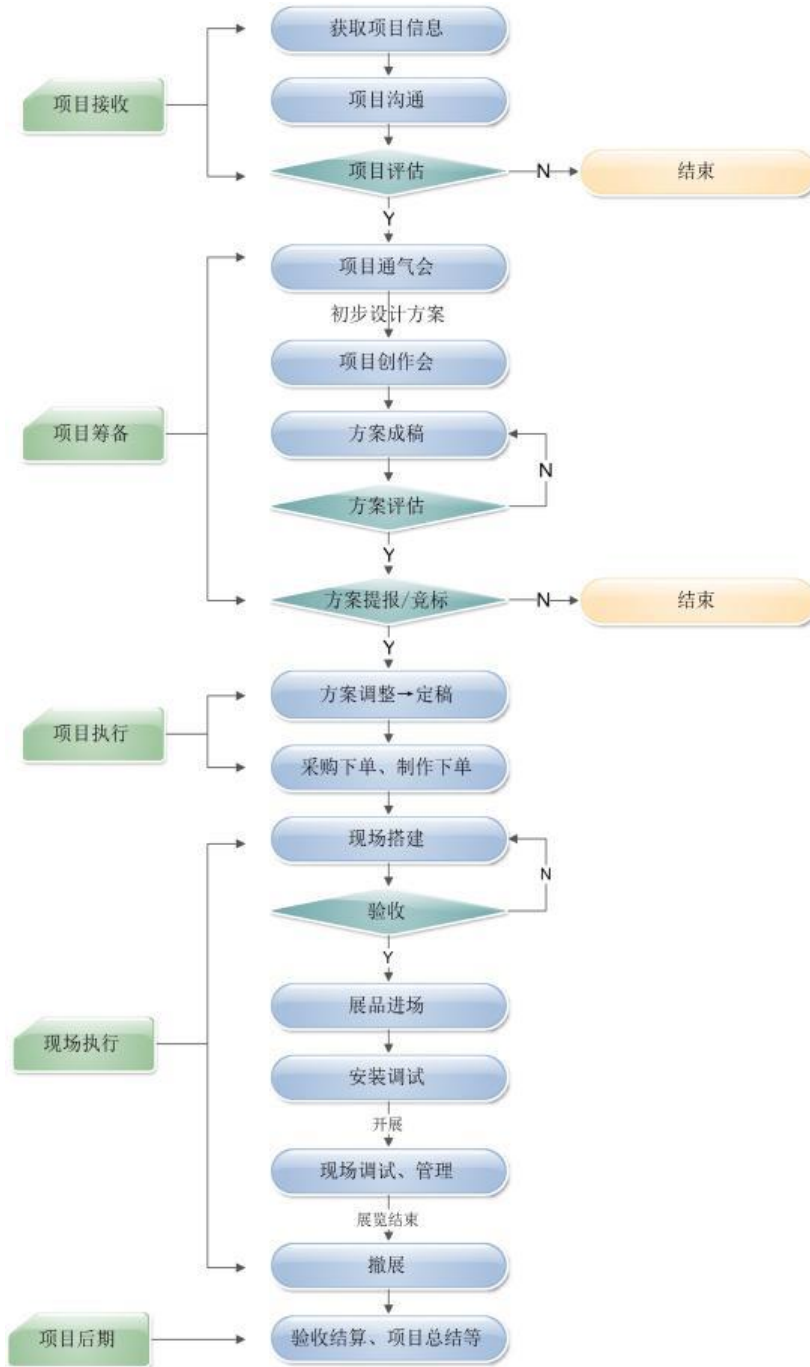 获取项目信息
项目接收
项目沟通
项目评估
N
结束
Y
项目通气会
初步设计方案
项目创作会
项目筹备
方案成稿
N
方案评估
Y
方案提报/竞标
N
结束
Y
方案调整→定稿
项目执行
采购下单、制作下单
现场搭建
N
验收
Y
展品进场
现场执行
安装调试
开展
现场调试、管理
展览结束
撤展
项目后期
验收结算、项目总结等